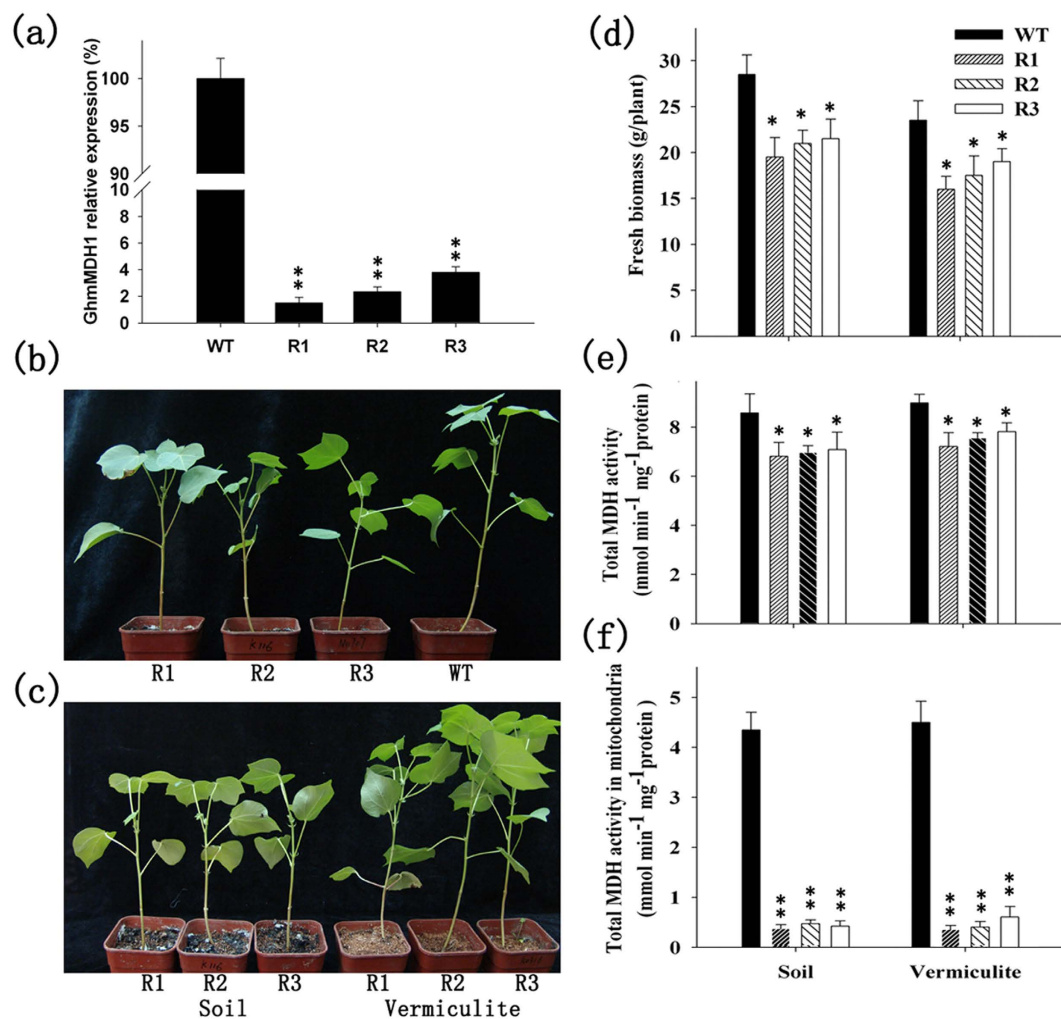 (a)
GhmMDH1 relative expression (%)
100
95
90
10
8
6
4
2
0
**
**
**
WT R1 R2 R3
(b)
R1 R2 R3 WT
(c)
R1 R2 R3 R1 R2 R3
Soil Vermiculite
(d)
WT
R1
R2
R3
Fresh biomass (g/plant)
30
25
20
15
10
5
0
* * * * * *
(e)
Total MDH activity
(mmol min-1 mg-1protein )
8
6
4
2
0
* * * * * *
(f)
Total MDH activity in mitochondria
(mmol min-1 mg-1protein )
5
4
3
2
1
0
** ** ** ** ** **
Soil Vermiculite